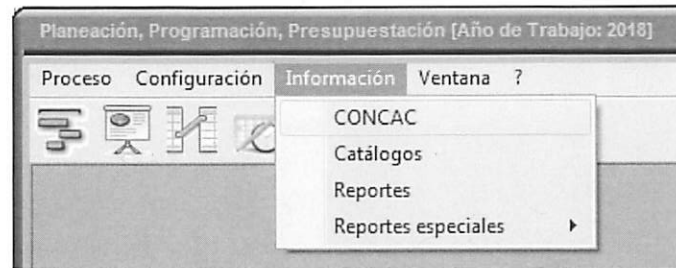 Planeación, Programación, Presupuestación [Año de Trabajo: 2018]
Proceso Configuración Información Ventana ?
CONCAC
Catálogos
Reportes
Reportes especiales